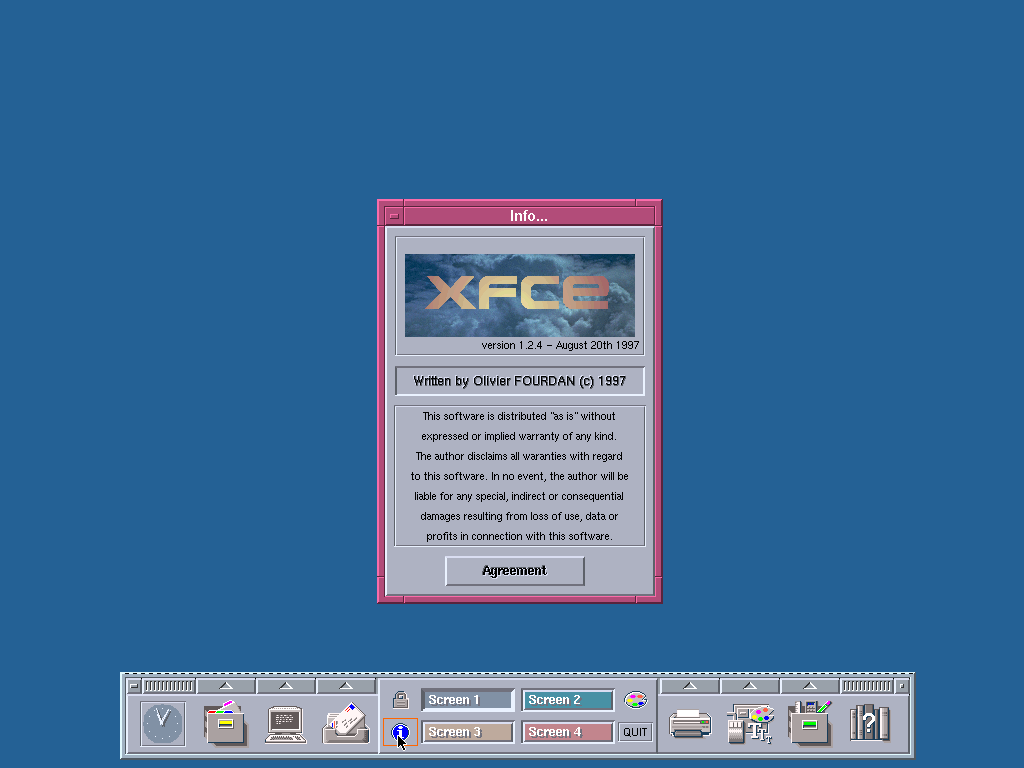 Info...
XFCE
version 1.2.4 – August 20th 1997
Written by Olivier FOURDAN (c) 1997
This software is distributed "as is" without
expressed or implied warranty of any kind.
The author disclaims all waranties with regard
to this software. In no event, the author will be
liable for any special, indirect or consequential
damages resulting from loss of use, data or
profits in connection with this software.
Agreement
Screen 1
Screen 2
Screen 3
Screen 4
QUIT